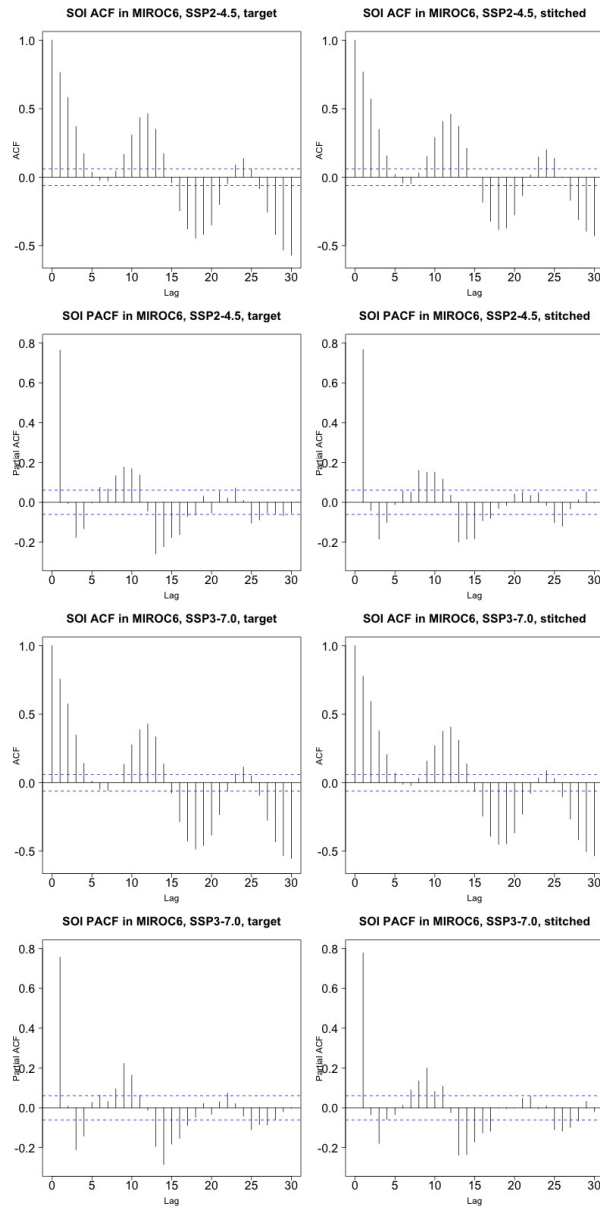 SOI ACF in MIROC6, SSP2-4.5, target
1.0
0.5
0.0
-0.5
ACF
0 5 10 15 20 25 30
Lag
SOI ACF in MIROC6, SSP2-4.5, stitched
1.0
0.5
0.0
-0.5
ACF
0 5 10 15 20 25 30
Lag
SOI PACF in MIROC6, SSP2-4.5, target
0.8
0.6
0.4
0.2
0.0
-0.2
Partial ACF
0 5 10 15 20 25 30
Lag
SOI PACF in MIROC6, SSP2-4.5, stitched
0.8
0.6
0.4
0.2
0.0
-0.2
Partial ACF
0 5 10 15 20 25 30
Lag
SOI ACF in MIROC6, SSP3-7.0, target
1.0
0.5
0.0
-0.5
ACF
0 5 10 15 20 25 30
Lag
SOI ACF in MIROC6, SSP3-7.0, stitched
1.0
0.5
0.0
-0.5
ACF
0 5 10 15 20 25 30
Lag
SOI PACF in MIROC6, SSP3-7.0, target
0.8
0.6
0.4
0.2
0.0
-0.2
Partial ACF
0 5 10 15 20 25 30
Lag
SOI PACF in MIROC6, SSP3-7.0, stitched
0.8
0.6
0.4
0.2
0.0
-0.2
Partial ACF
0 5 10 15 20 25 30
Lag